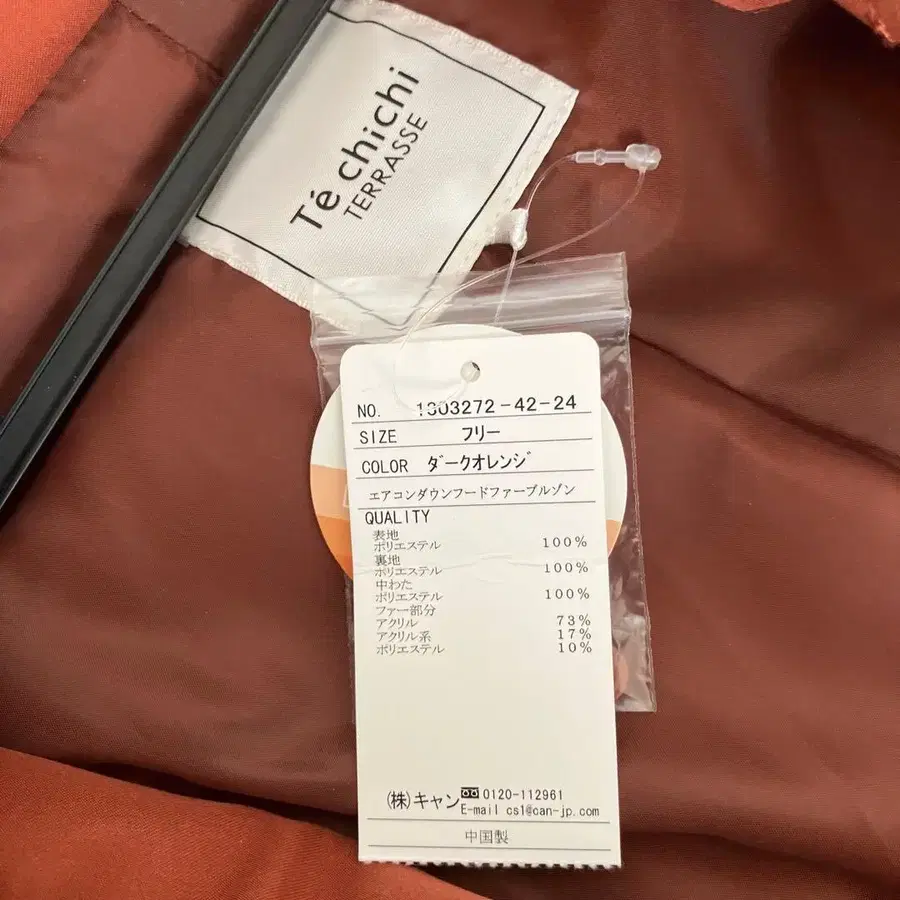 Té chichi
TERRASSE
NO. 1803272-42-24
SIZE フリー
COLOR ダークオレンジ
エアコンダウンフードファーブルゾン
QUALITY
表地
ポリエステル 100%
裏地
ポリエステル 100%
中わた
ポリエステル 100%
ファー部分
アクリル 73%
アクリル系 17%
ポリエステル 10%
(株)キャン 0120-112961
E-mail cs1@can-jp.com
中国製